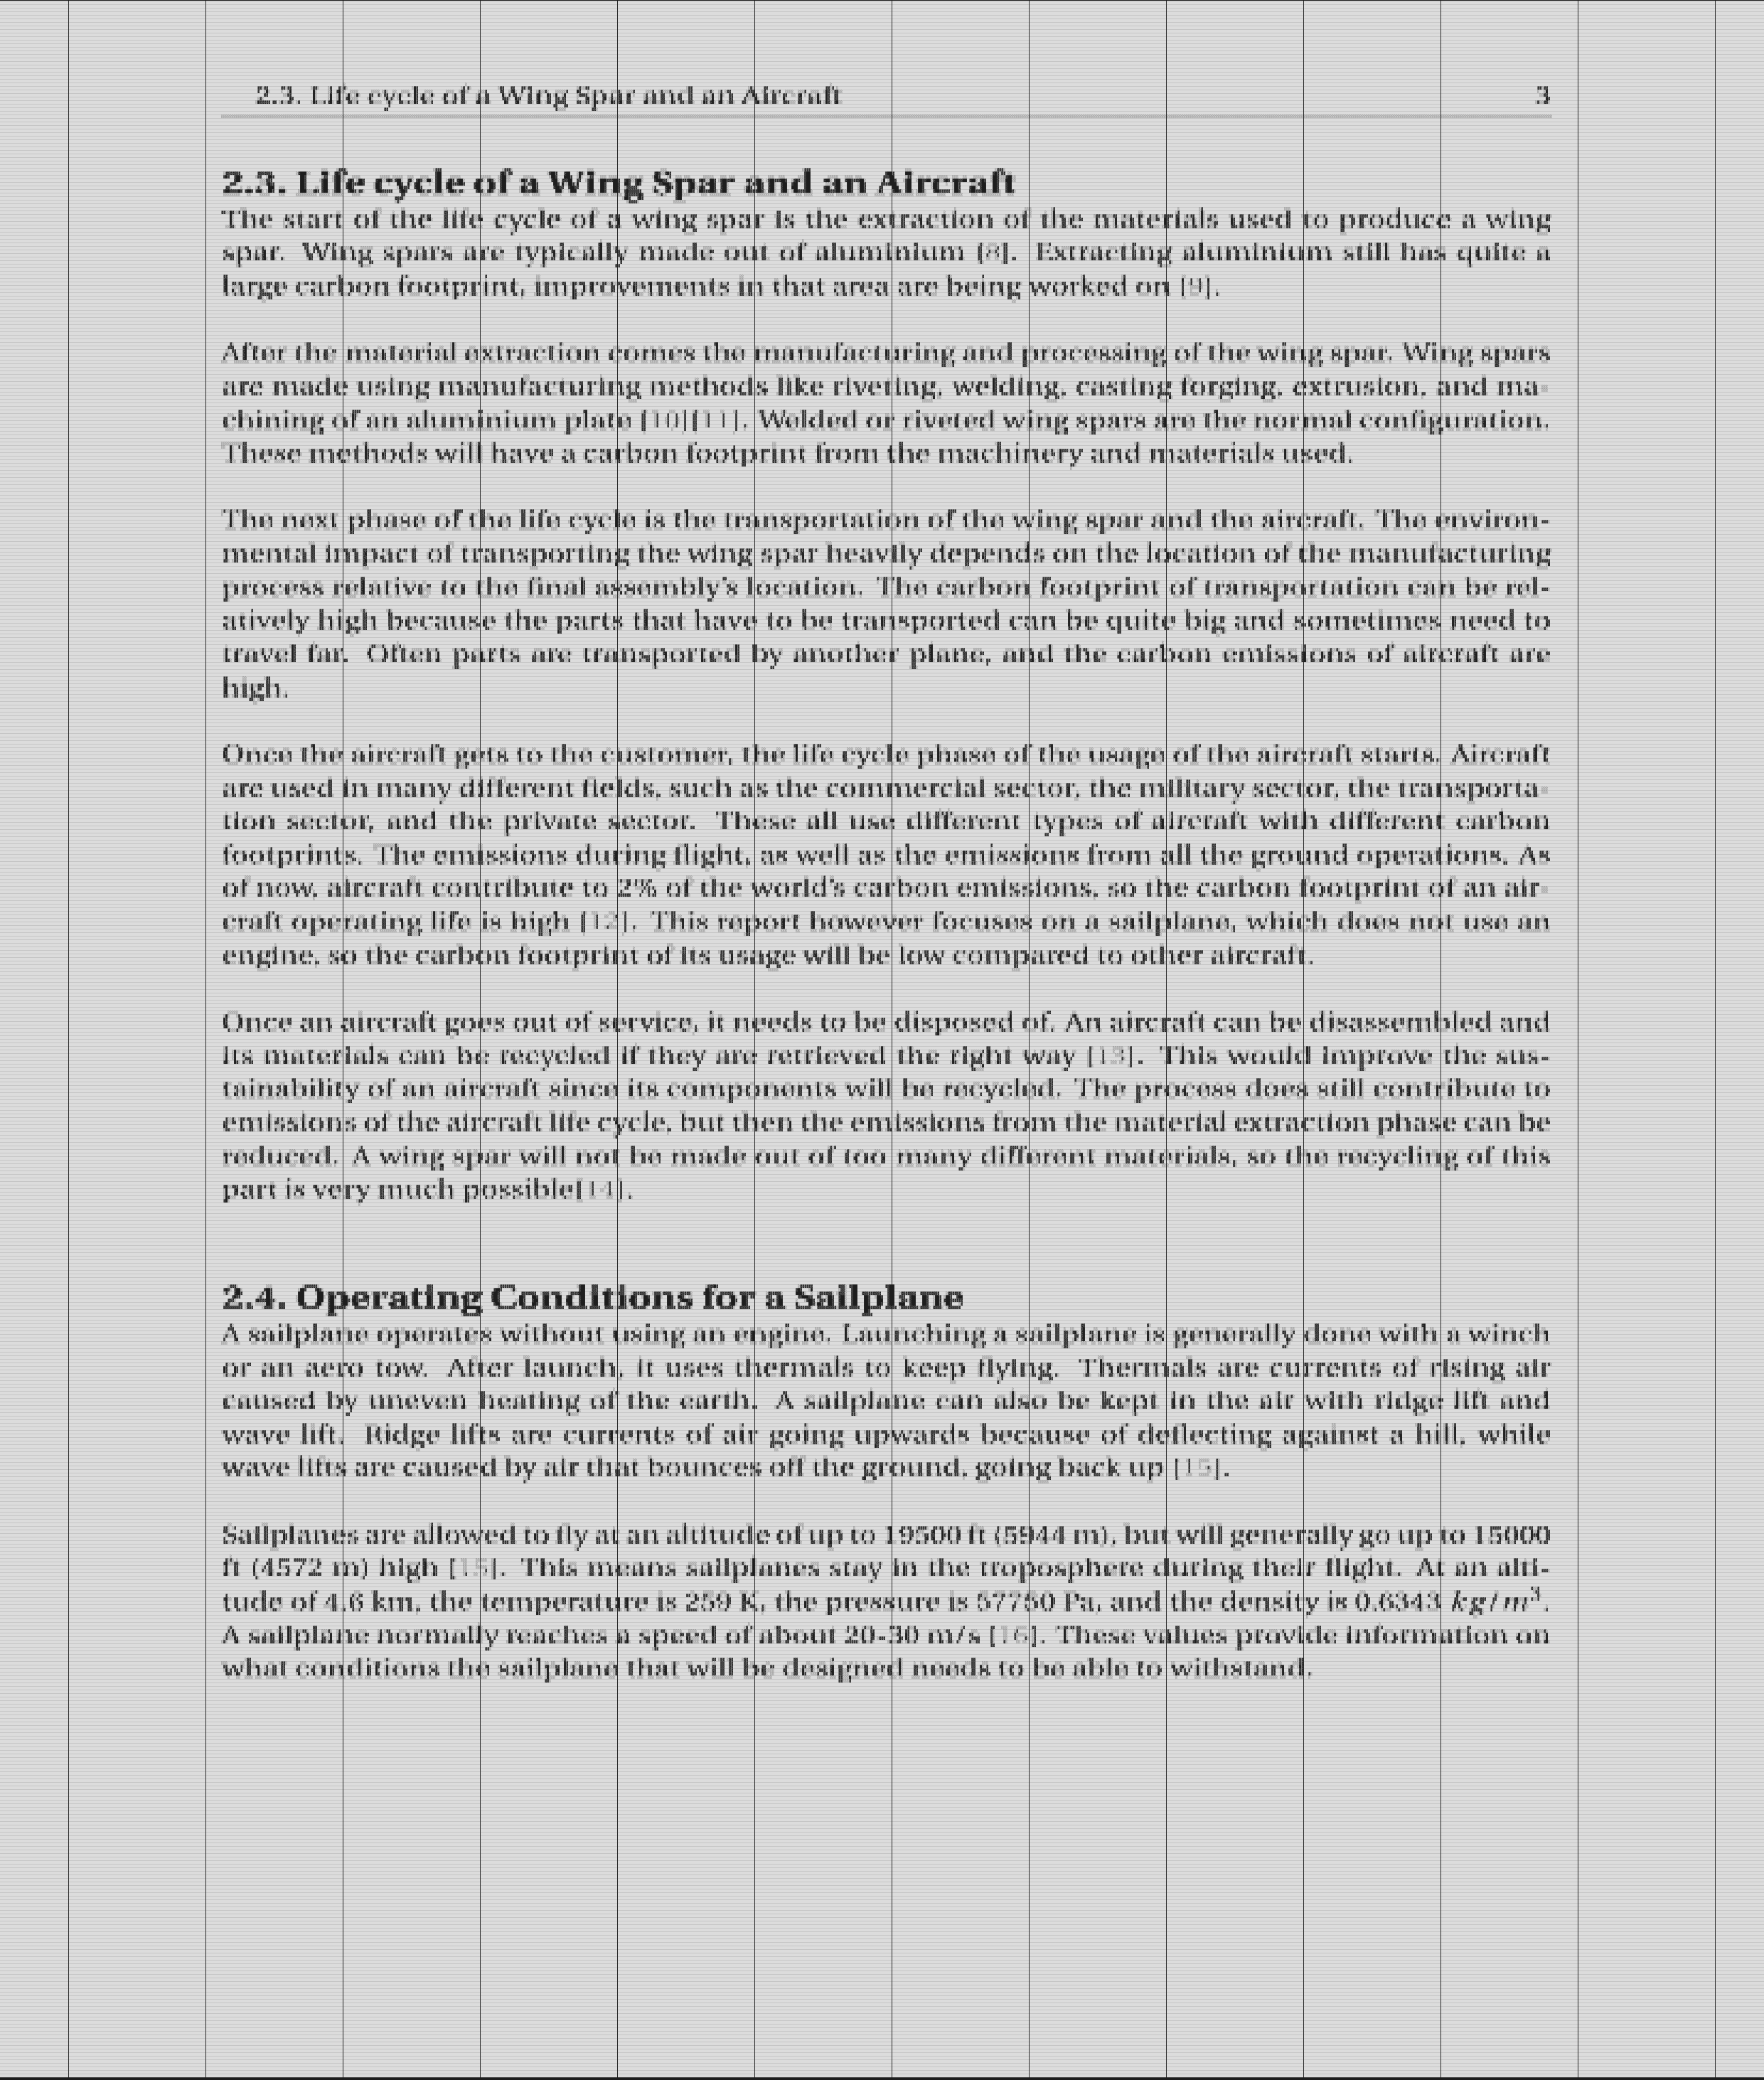 2.3. Life cycle of a Wing Spar and an Aircraft 3
2.3. Life cycle of a Wing Spar and an Aircraft
The start of the life cycle of a wing spar is the extraction of the materials used to produce a wing
spar. Wing spars are typically made out of aluminium [8]. Extracting aluminium still has quite a
large carbon footprint, improvements in that area are being worked on [9].
After the material extraction comes the manufacturing and processing of the wing spar. Wing spars
are made using manufacturing methods like riveting, welding, casting forging, extrusion, and ma-
chining of an aluminium plate [10][11]. Welded or riveted wing spars are the normal configuration.
These methods will have a carbon footprint from the machinery and materials used.
The next phase of the life cycle is the transportation of the wing spar and the aircraft. The environ-
mental impact of transporting the wing spar heavily depends on the location of the manufacturing
process relative to the final assembly's location. The carbon footprint of transportation can be rel-
atively high because the parts that have to be transported can be quite big and sometimes need to
travel far. Often parts are transported by another plane, and the carbon emissions of aircraft are
high.
Once the aircraft gets to the customer, the life cycle phase of the usage of the aircraft starts. Aircraft
are used in many different fields, such as the commercial sector, the military sector, the transporta-
tion sector, and the private sector. These all use different types of aircraft with different carbon
footprints. The emissions during flight, as well as the emissions from all the ground operations. As
of now, aircraft contribute to 2% of the world's carbon emissions, so the carbon footprint of an air-
craft operating life is high [12]. This report however focuses on a sailplane, which does not use an
engine, so the carbon footprint of its usage will be low compared to other aircraft.
Once an aircraft goes out of service, it needs to be disposed of. An aircraft can be disassembled and
its materials can be recycled if they are retrieved the right way [13]. This would improve the sus-
tainability of an aircraft since its components will be recycled. The process does still contribute to
emissions of the aircraft life cycle, but then the emissions from the material extraction phase can be
reduced. A wing spar will not be made out of too many different materials, so the recycling of this
part is very much possible[14].
2.4. Operating Conditions for a Sailplane
A sailplane operates without using an engine. Launching a sailplane is generally done with a winch
or an aero tow. After launch, it uses thermals to keep flying. Thermals are currents of rising air
caused by uneven heating of the earth. A sailplane can also be kept in the air with ridge lift and
wave lift. Ridge lifts are currents of air going upwards because of deflecting against a hill, while
wave lifts are caused by air that bounces off the ground, going back up [15].
Sailplanes are allowed to fly at an altitude of up to 19500 ft (5944 m), but will generally go up to 15000
ft (4572 m) high [15]. This means sailplanes stay in the troposphere during their flight. At an alti-
tude of 4.6 km, the temperature is 259 K, the pressure is 57750 Pa, and the density is 0.6343 kg/m³.
A sailplane normally reaches a speed of about 20-30 m/s [16]. These values provide information on
what conditions the sailplane that will be designed needs to be able to withstand.